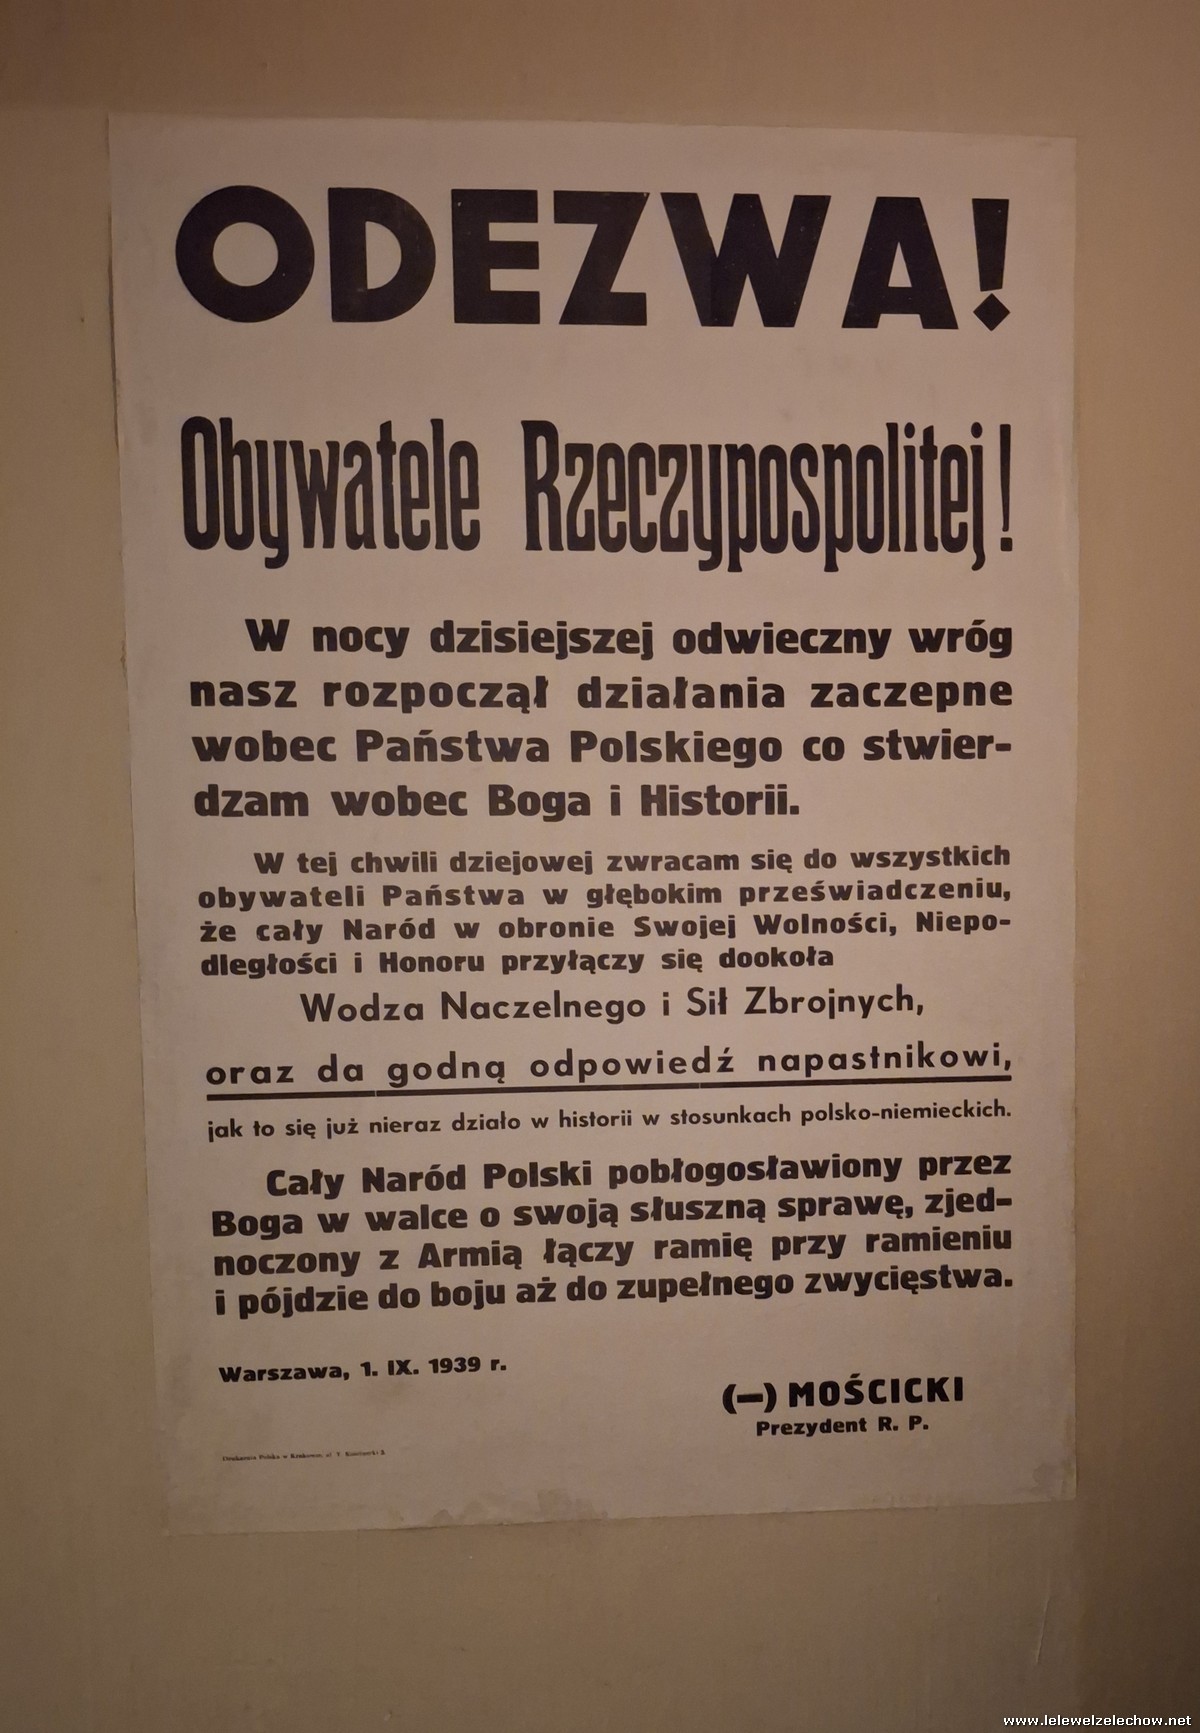 ODEZWA!
Obywatele Rzeczypospolitej!
W nocy dzisiejszej odwieczny wróg
nasz rozpoczął działania zaczepne
wobec Państwa Polskiego co stwier-
dzam wobec Boga i Historii.
W tej chwili dziejowej zwracam się do wszystkich
obywateli Państwa w głębokim przeświadczeniu,
że cały Naród w obronie Swojej Wolności, Niepo-
dległości i Honoru przyłączy się dookoła
Wodza Naczelnego i Sił Zbrojnych,
oraz da godną odpowiedź napastnikowi,
jak to się już nieraz działo w historii w stosunkach polsko-niemieckich.
Cały Naród Polski pobłogosławiony przez
Boga w walce o swoją słuszną sprawę, zjed-
noczony z Armią łączy ramię przy ramieniu
i pójdzie do boju aż do zupełnego zwycięstwa.
Warszawa, 1. IX. 1939 r.
(—) MOŚCICKI
Prezydent R. P.
Drukarnia Polska w Krakowie, ul.
www.lelewelzelechow.net